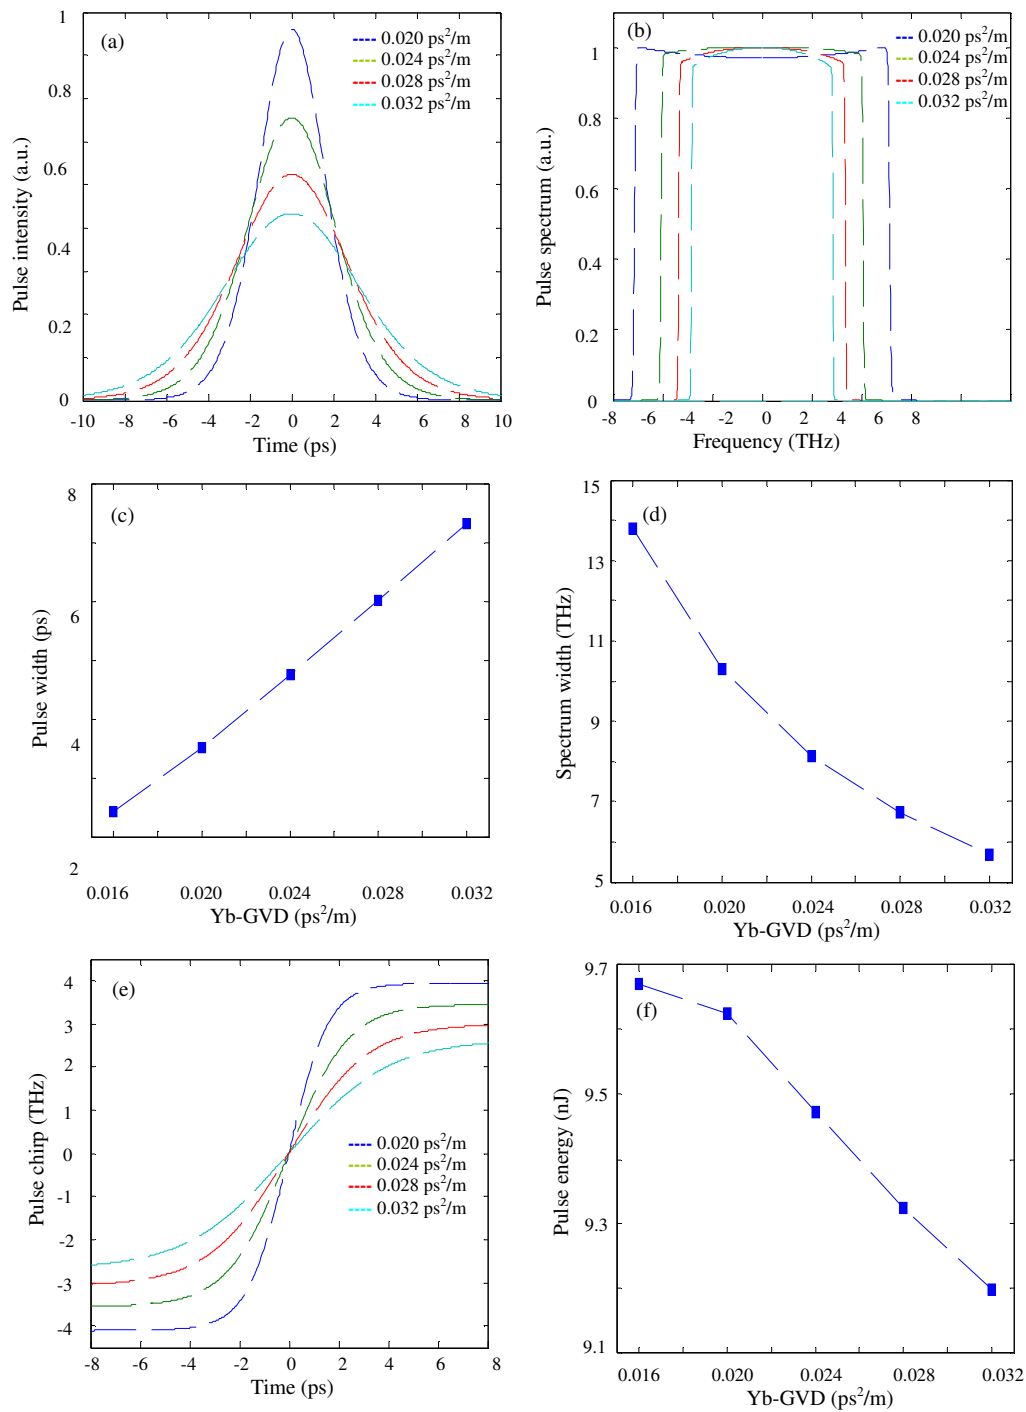 (a)
0.020 ps²/m
0.024 ps²/m
0.028 ps²/m
0.032 ps²/m
1
0.8
0.6
0.4
0.2
0
Pulse intensity (a.u.)
-10 -8 -6 -4 -2 0 2 4 6 8 10
Time (ps)
(b)
0.020 ps²/m
0.024 ps²/m
0.028 ps²/m
0.032 ps²/m
1
0.8
0.6
0.4
0.2
0
Pulse spectrum (a.u.)
-8 -6 -4 -2 0 2 4 6 8
Frequency (THz)
(c)
8
6
4
2
Pulse width (ps)
0.016 0.020 0.024 0.028 0.032
Yb-GVD (ps²/m)
(d)
15
13
11
9
7
5
Spectrum width (THz)
0.016 0.020 0.024 0.028 0.032
Yb-GVD (ps²/m)
(e)
4
3
2
1
0
-1
-2
-3
-4
Pulse chirp (THz)
0.020 ps²/m
0.024 ps²/m
0.028 ps²/m
0.032 ps²/m
-8 -6 -4 -2 0 2 4 6 8
Time (ps)
(f)
9.7
9.5
9.3
9.1
Pulse energy (nJ)
0.016 0.020 0.024 0.028 0.032
Yb-GVD (ps²/m)